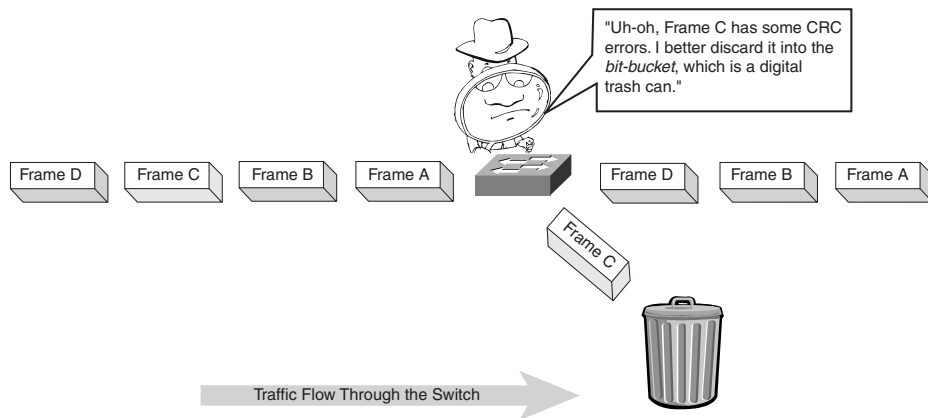 "Uh-oh, Frame C has some CRC
errors. I better discard it into the
bit-bucket, which is a digital
trash can."
Frame D
Frame C
Frame B
Frame A
Frame D
Frame B
Frame A
Frame C
Traffic Flow Through the Switch